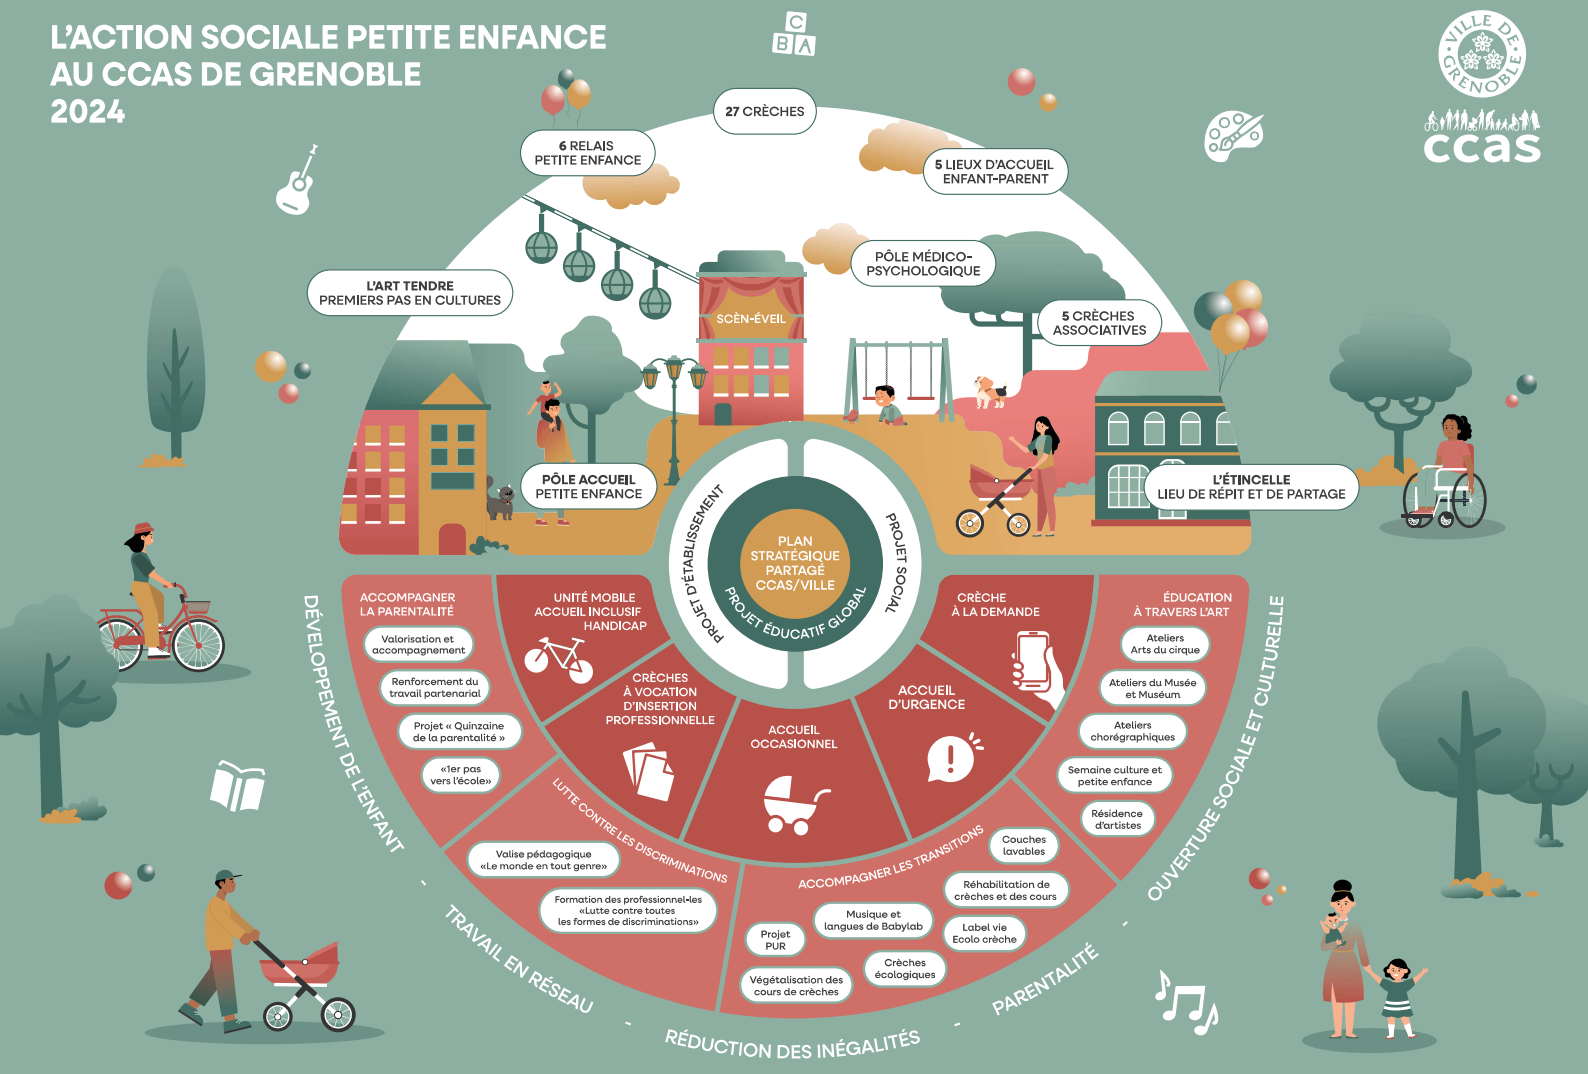 L'ACTION SOCIALE PETITE ENFANCE
AU CCAS DE GRENOBLE
2024
C
B A
VILLE DE
GRENOBLE
ccas
27 CRÈCHES
6 RELAIS
PETITE ENFANCE
5 LIEUX D'ACCUEIL
ENFANT-PARENT
PÔLE MÉDICO-
PSYCHOLOGIQUE
L'ART TENDRE
PREMIERS PAS EN CULTURES
5 CRÈCHES
ASSOCIATIVES
SCÈN-ÉVEIL
PÔLE ACCUEIL
PETITE ENFANCE
L'ÉTINCELLE
LIEU DE RÉPIT ET DE PARTAGE
PROJET D'ÉTABLISSEMENT
PROJET SOCIAL
PLAN
STRATÉGIQUE
PARTAGÉ
CCAS/VILLE
PROJET ÉDUCATIF GLOBAL
ACCOMPAGNER
LA PARENTALITÉ
Valorisation et
accompagnement
Renforcement du
travail partenarial
Projet « Quinzaine
de la parentalité »
«1er pas
vers l'école»
UNITÉ MOBILE
ACCUEIL INCLUSIF
HANDICAP
CRÈCHES
À VOCATION
D'INSERTION
PROFESSIONNELLE
ACCUEIL
OCCASIONNEL
ACCUEIL
D'URGENCE
CRÈCHE
À LA DEMANDE
ÉDUCATION
À TRAVERS L'ART
Ateliers
Arts du cirque
Ateliers du Musée
et Muséum
Ateliers
chorégraphiques
Semaine culture et
petite enfance
Résidence
d'artistes
LUTTE CONTRE LES DISCRIMINATIONS
Valise pédagogique
«Le monde en tout genre»
Formation des professionnel·les
«Lutte contre toutes
les formes de discriminations»
ACCOMPAGNER LES TRANSITIONS
Couches
lavables
Réhabilitation de
crèches et des cours
Musique et
langues de Babylab
Label vie
Ecolo crèche
Projet
PUR
Crèches
écologiques
Végétalisation des
cours de crèches
DÉVELOPPEMENT DE L'ENFANT - TRAVAIL EN RÉSEAU - RÉDUCTION DES INÉGALITÉS - PARENTALITÉ - OUVERTURE SOCIALE ET CULTURELLE